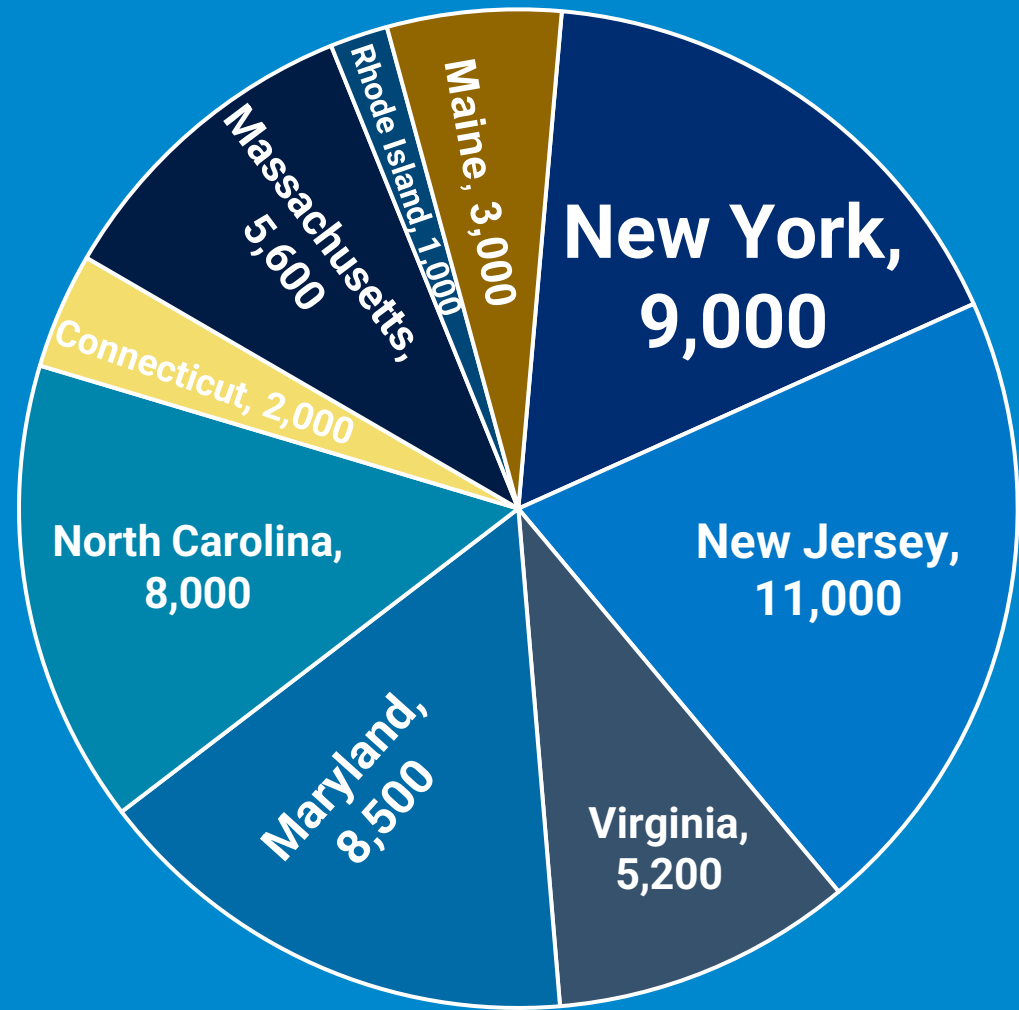 New York,
9,000
New Jersey,
11,000
Virginia,
5,200
Maryland,
8,500
North Carolina,
8,000
Connecticut, 2,000
Massachusetts,
5,600
Rhode Island, 1,000
Maine, 3,000